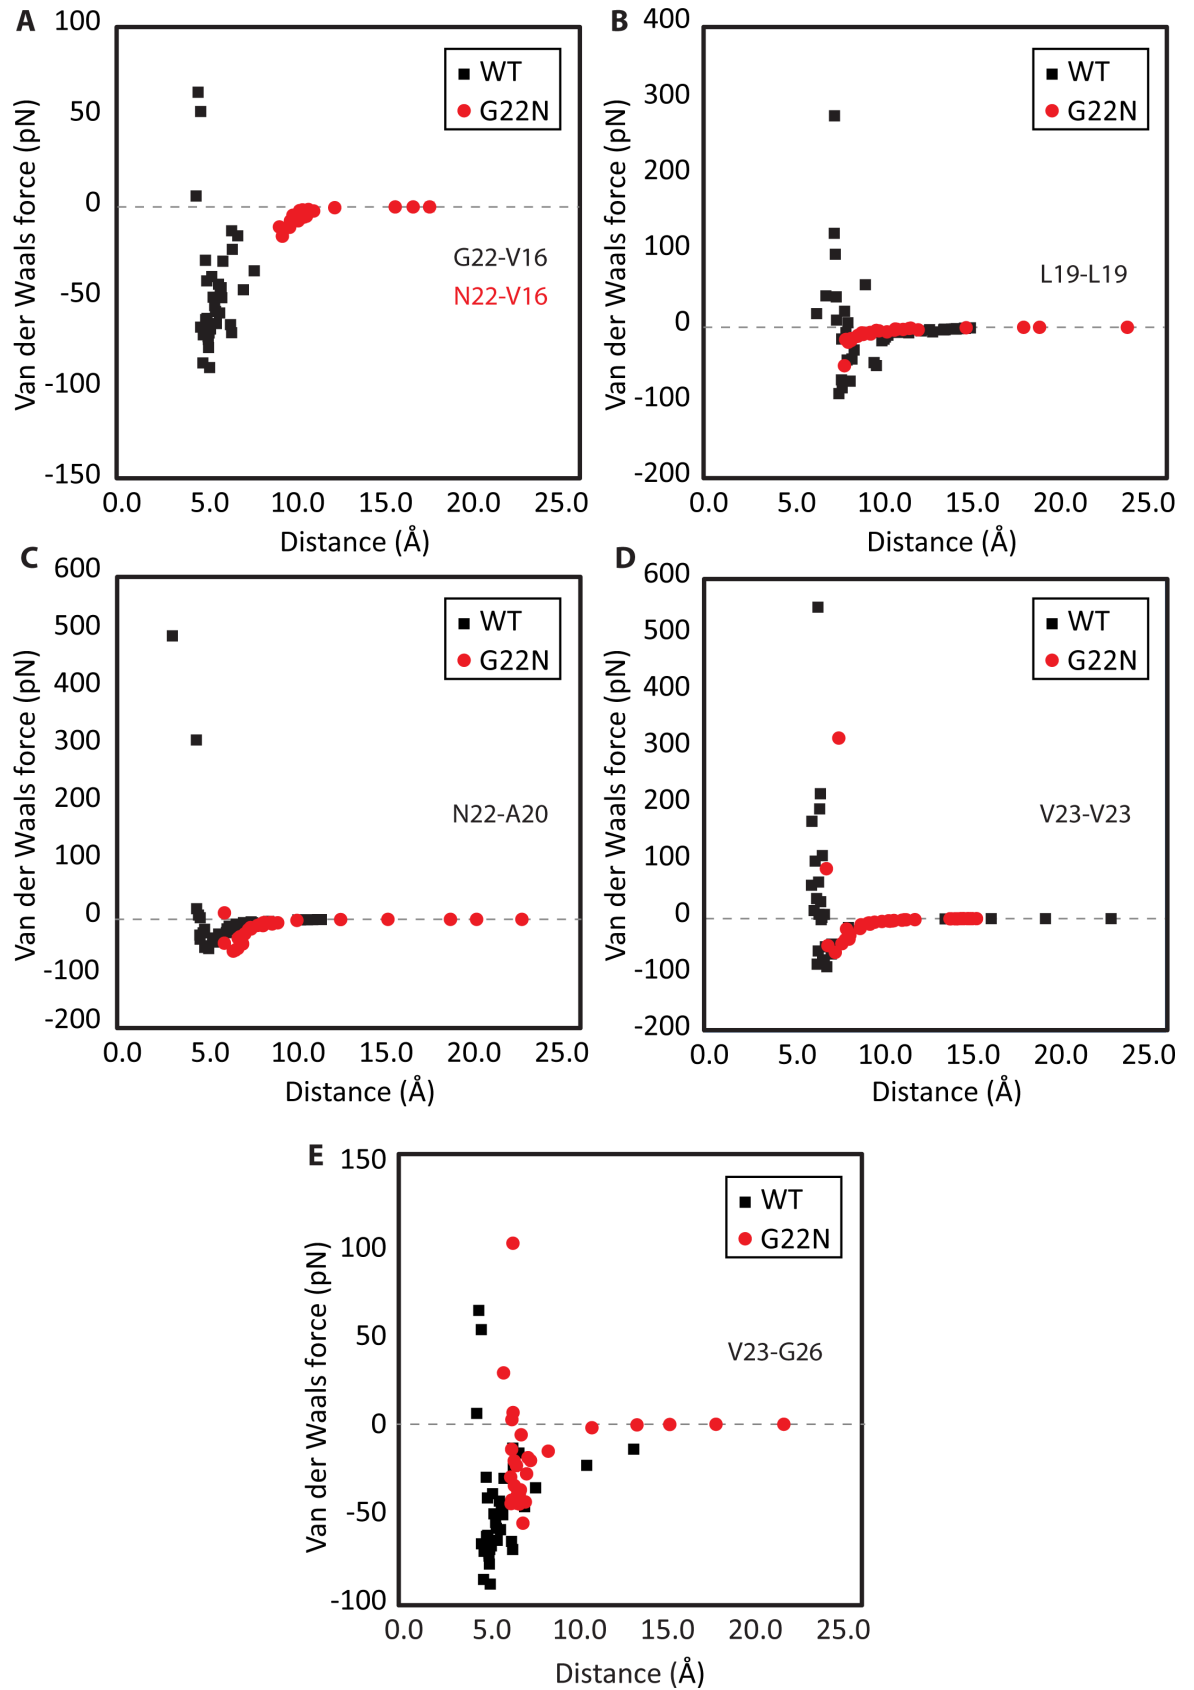 A
Van der Waals force (pN)
100
50
0
-50
-100
-150
WT
G22N
G22-V16
N22-V16
0.0 5.0 10.0 15.0 20.0 25.0
Distance (Å)
B
Van der Waals force (pN)
400
300
200
100
0
-100
-200
WT
G22N
L19-L19
0.0 5.0 10.0 15.0 20.0 25.0
Distance (Å)
C
Van der Waals force (pN)
600
500
400
300
200
100
0
-100
-200
WT
G22N
N22-A20
0.0 5.0 10.0 15.0 20.0 25.0
Distance (Å)
D
Van der Waals force (pN)
600
500
400
300
200
100
0
-100
-200
WT
G22N
V23-V23
0.0 5.0 10.0 15.0 20.0 25.0
Distance (Å)
E
Van der Waals force (pN)
150
100
50
0
-50
-100
WT
G22N
V23-G26
0.0 5.0 10.0 15.0 20.0 25.0
Distance (Å)